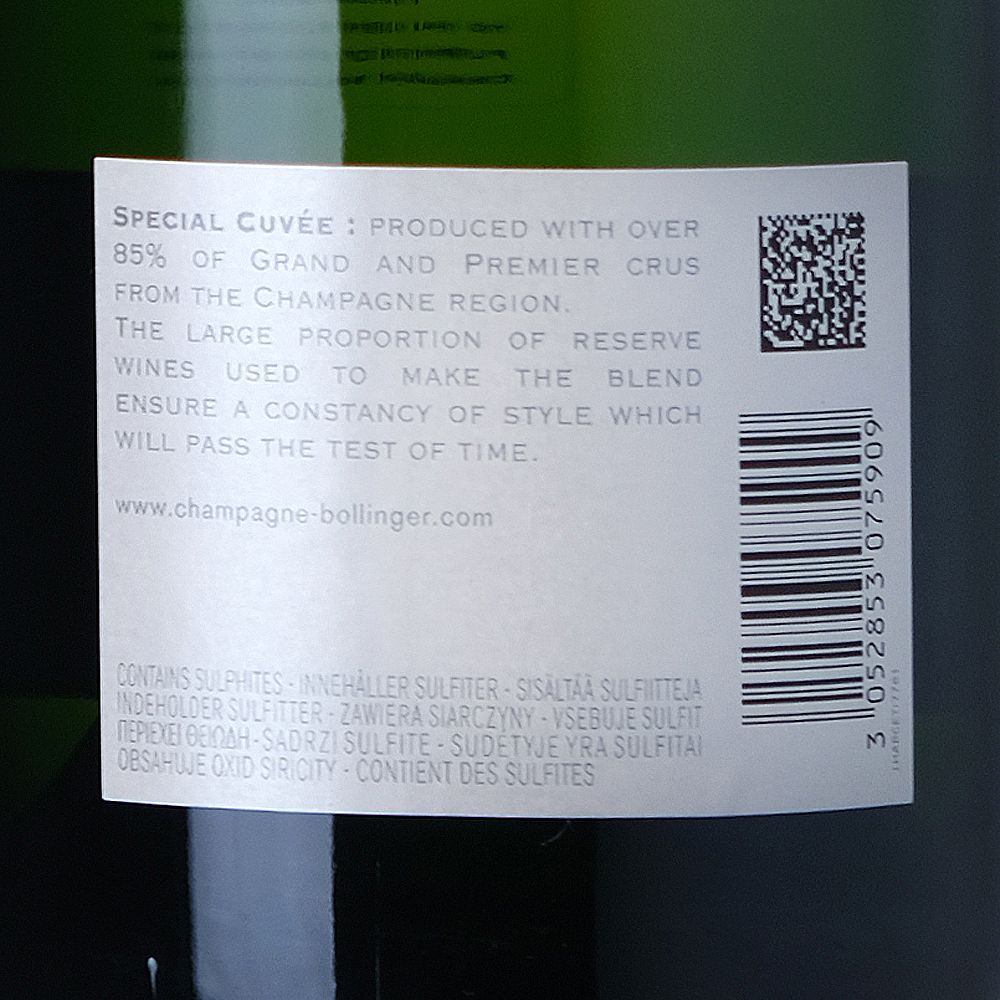 SPECIAL CUVÉE : PRODUCED WITH OVER
85% OF GRAND AND PREMIER CRUS
FROM THE CHAMPAGNE REGION.
THE LARGE PROPORTION OF RESERVE
WINES USED TO MAKE THE BLEND
ENSURE A CONSTANCY OF STYLE WHICH
WILL PASS THE TEST OF TIME.
www.champagne-bollinger.com
CONTAINS SULPHITES - INNEHÅLLER SULFITER - SISÄLTÄÄ SULFIITTEJA
INDEHOLDER SULFITTER - ZAWIERA SIARCZYNY - VSEBUJE SULFIT
ΠΕΡΙΕΧΕΙ ΘΕΙΩΔΗ - SADRZI SULFITE - SUDETYJE YRA SULFITAI
OBSAHUJE OXID SIRICITY - CONTIENT DES SULFITES
3 052853 075909